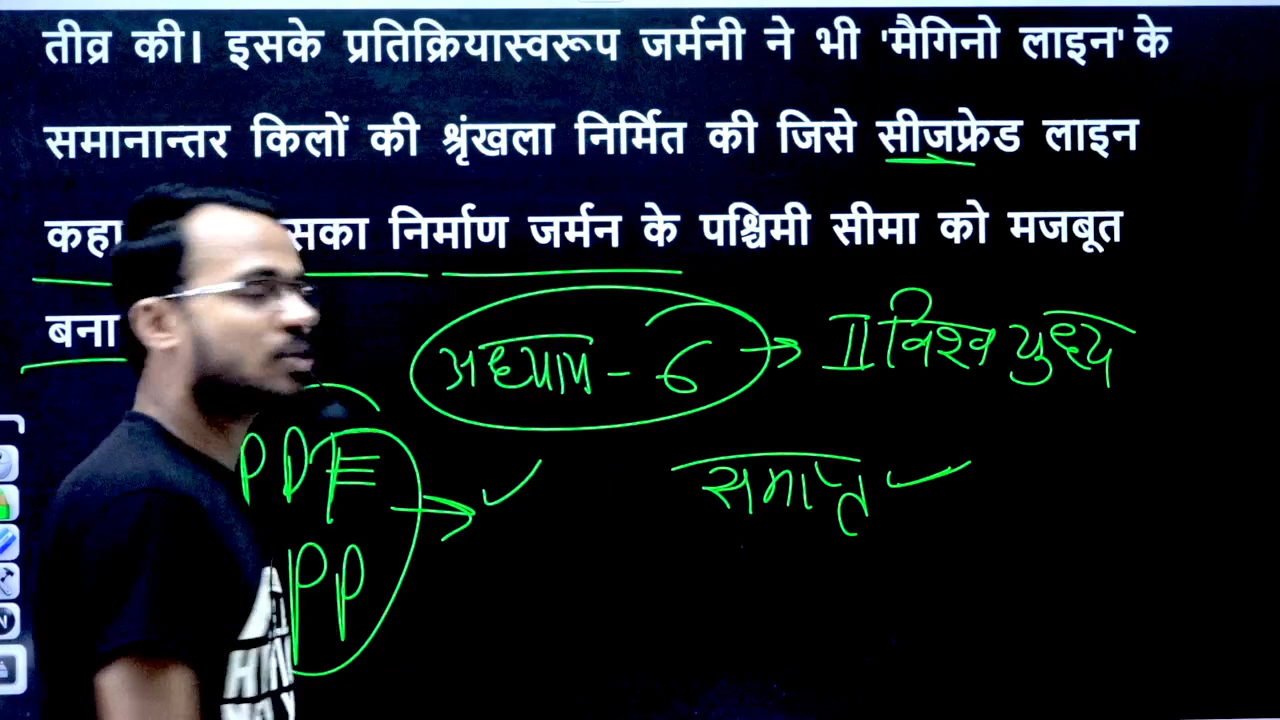 तीव्र की। इसके प्रतिक्रियास्वरूप जर्मनी ने भी 'मैगिनो लाइन' के
समानान्तर किलों की श्रृंखला निर्मित की जिसे सीजफ्रेड लाइन
कहा सका निर्माण जर्मन के पश्चिमी सीमा को मजबूत
बना
अध्याय - 6 → II विश्व युध्य
PDF
समाप्त
PP